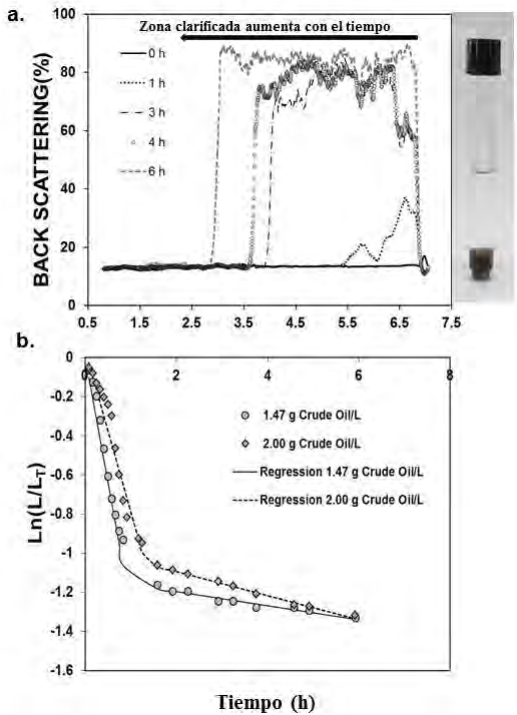 a.
Zona clarificada aumenta con el tiempo
BACK SCATTERING(%)
100
80
60
40
20
0
0 h
1 h
3 h
4 h
6 h
0.5 1.5 2.5 3.5 4.5 5.5 6.5 7.5
b.
Ln(L/LT)
0
-0.2
-0.4
-0.6
-0.8
-1
-1.2
-1.4
-1.6
0 2 4 6 8
1.47 g Crude Oil/L
2.00 g Crude Oil/L
Regression 1.47 g Crude Oil/L
Regression 2.00 g Crude Oil/L
Tiempo (h)